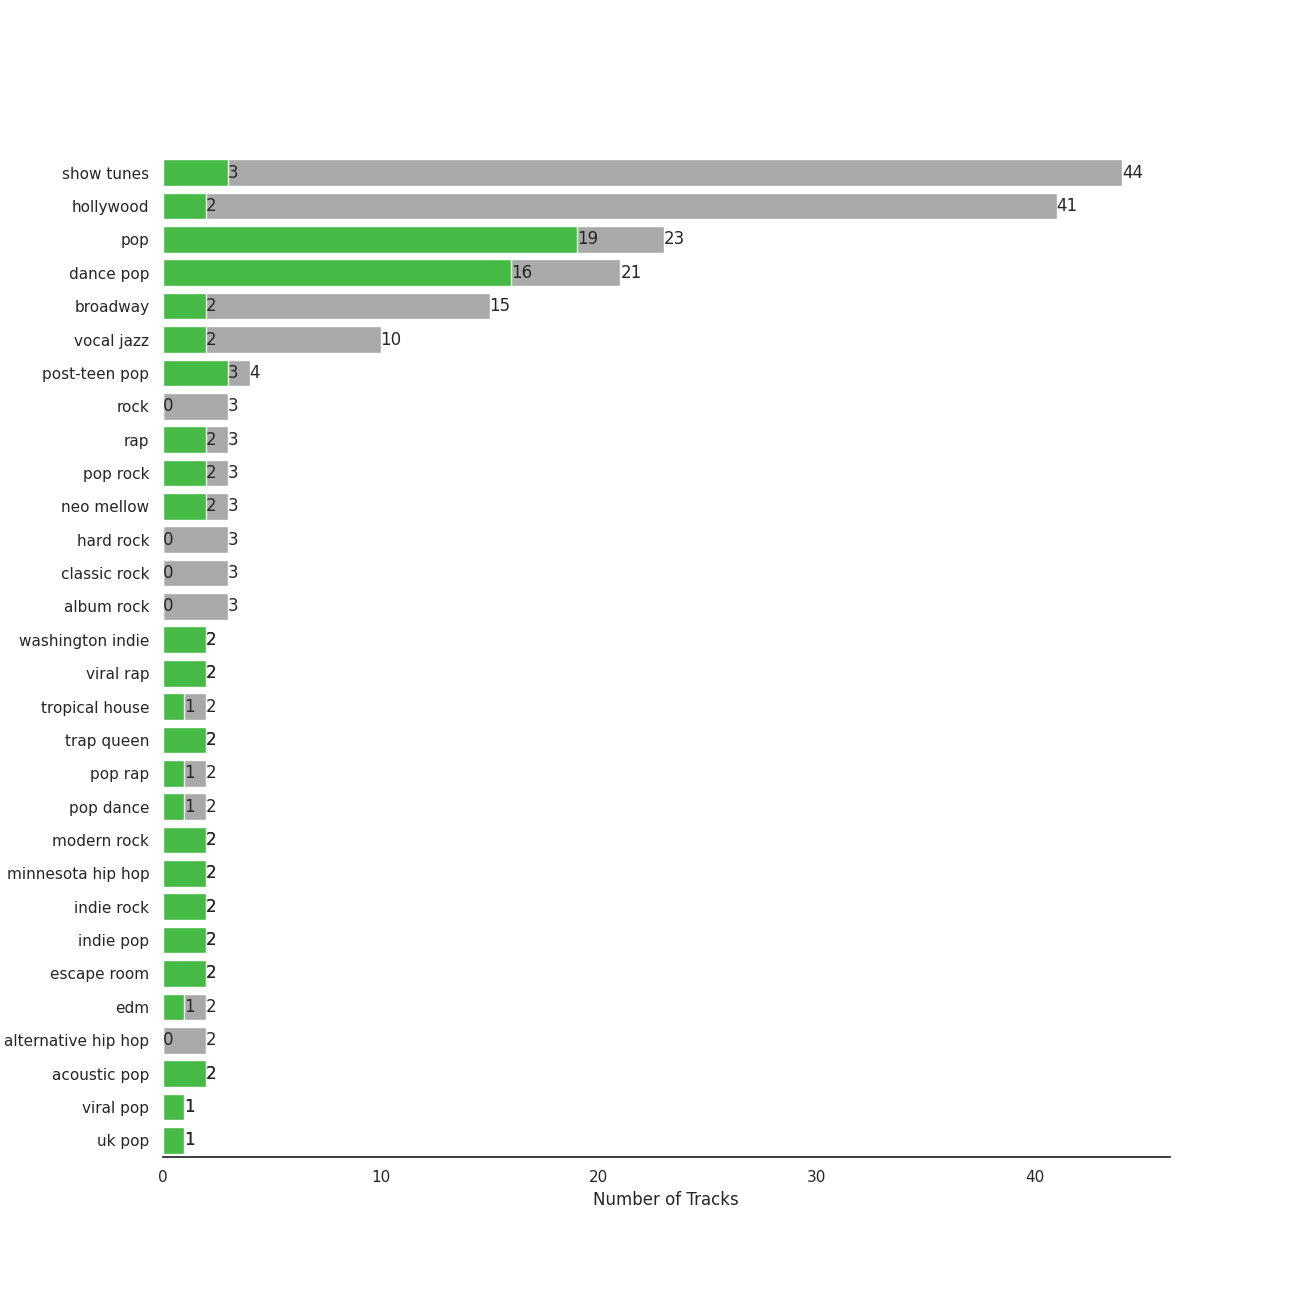 show tunes 3 44
hollywood 2 41
pop 19 23
dance pop 16 21
broadway 2 15
vocal jazz 2 10
post-teen pop 3 4
rock 0 3
rap 2 3
pop rock 2 3
neo mellow 2 3
hard rock 0 3
classic rock 0 3
album rock 0 3
washington indie 2
viral rap 2
tropical house 1 2
trap queen 2
pop rap 1 2
pop dance 1 2
modern rock 2
minnesota hip hop 2
indie rock 2
indie pop 2
escape room 2
edm 1 2
alternative hip hop 0 2
acoustic pop 2
viral pop 1
uk pop 1
0 10 20 30 40
Number of Tracks